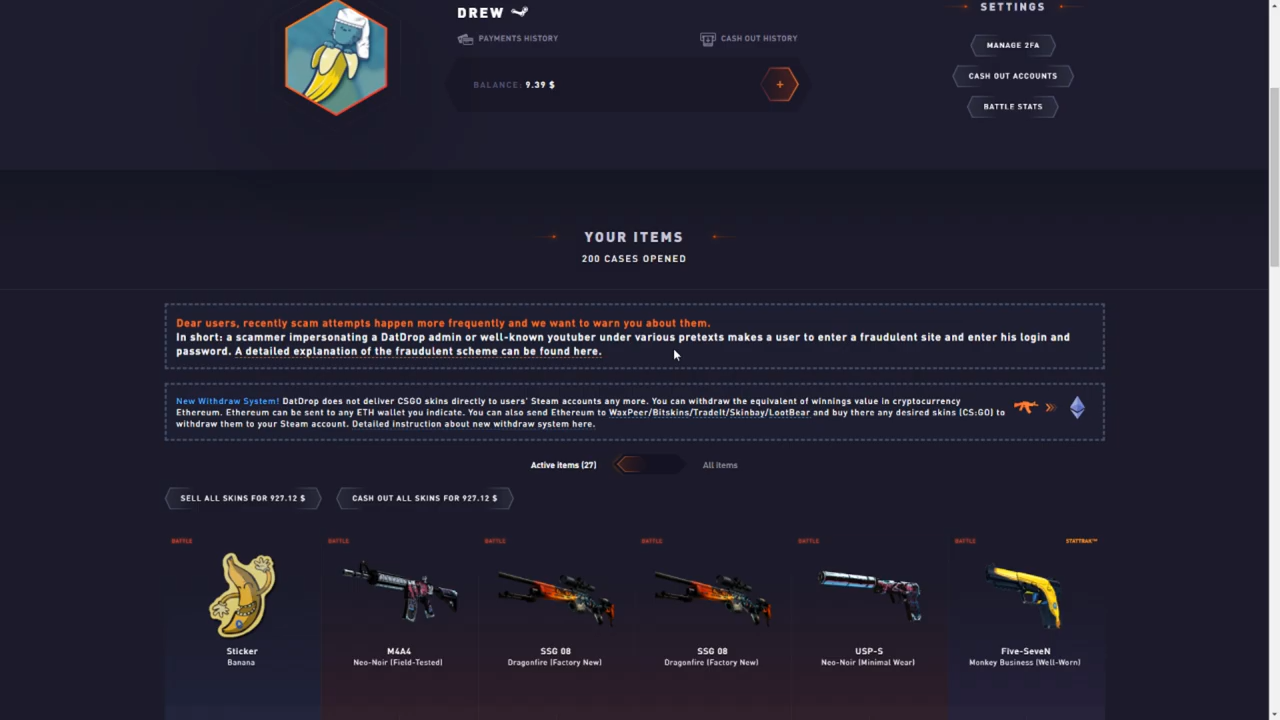 DREW
SETTINGS
PAYMENTS HISTORY
CASH OUT HISTORY
MANAGE 2FA
CASH OUT ACCOUNTS
BALANCE: 9.39 $
+
BATTLE STATS
YOUR ITEMS
200 CASES OPENED
Dear users, recently scam attempts happen more frequently and we want to warn you about them.
In short: a scammer impersonating a DatDrop admin or well-known youtuber under various pretexts makes a user to enter a fraudulent site and enter his login and
password. A detailed explanation of the fraudulent scheme can be found here.
New Withdraw System! DatDrop does not deliver CSGO skins directly to users' Steam accounts any more. You can withdraw the equivalent of winnings value in cryptocurrency
Ethereum. Ethereum can be sent to any ETH wallet you indicate. You can also send Ethereum to WaxPeer/Bitskins/TradeIt/Skinbay/LootBear and buy there any desired skins (CS:GO) to
withdraw them to your Steam account. Detailed instruction about new withdraw system here.
Active items (27)
All items
SELL ALL SKINS FOR 927.12 $
CASH OUT ALL SKINS FOR 927.12 $
BATTLE
BATTLE
BATTLE
BATTLE
BATTLE
BATTLE
STATTRAK™
Sticker
Banana
M4A4
Neo-Noir (Field-Tested)
SSG 08
Dragonfire (Factory New)
SSG 08
Dragonfire (Factory New)
USP-S
Neo-Noir (Minimal Wear)
Five-SeveN
Monkey Business (Well-Worn)